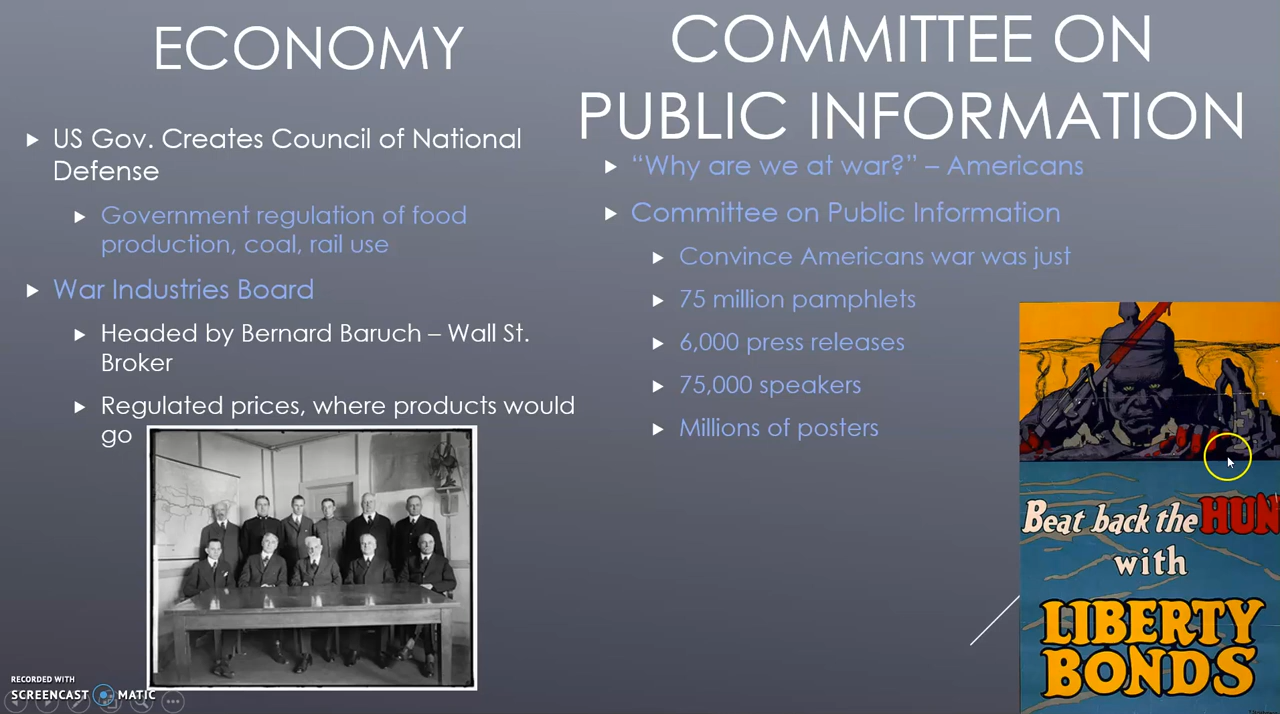 ECONOMY
US Gov. Creates Council of National
Defense
Government regulation of food
production, coal, rail use
War Industries Board
Headed by Bernard Baruch – Wall St.
Broker
Regulated prices, where products would
go
COMMITTEE ON
PUBLIC INFORMATION
“Why are we at war?” – Americans
Committee on Public Information
Convince Americans war was just
75 million pamphlets
6,000 press releases
75,000 speakers
Millions of posters
Beat back the HUN
with
LIBERTY
BONDS
RECORDED WITH
SCREENCAST MATIC